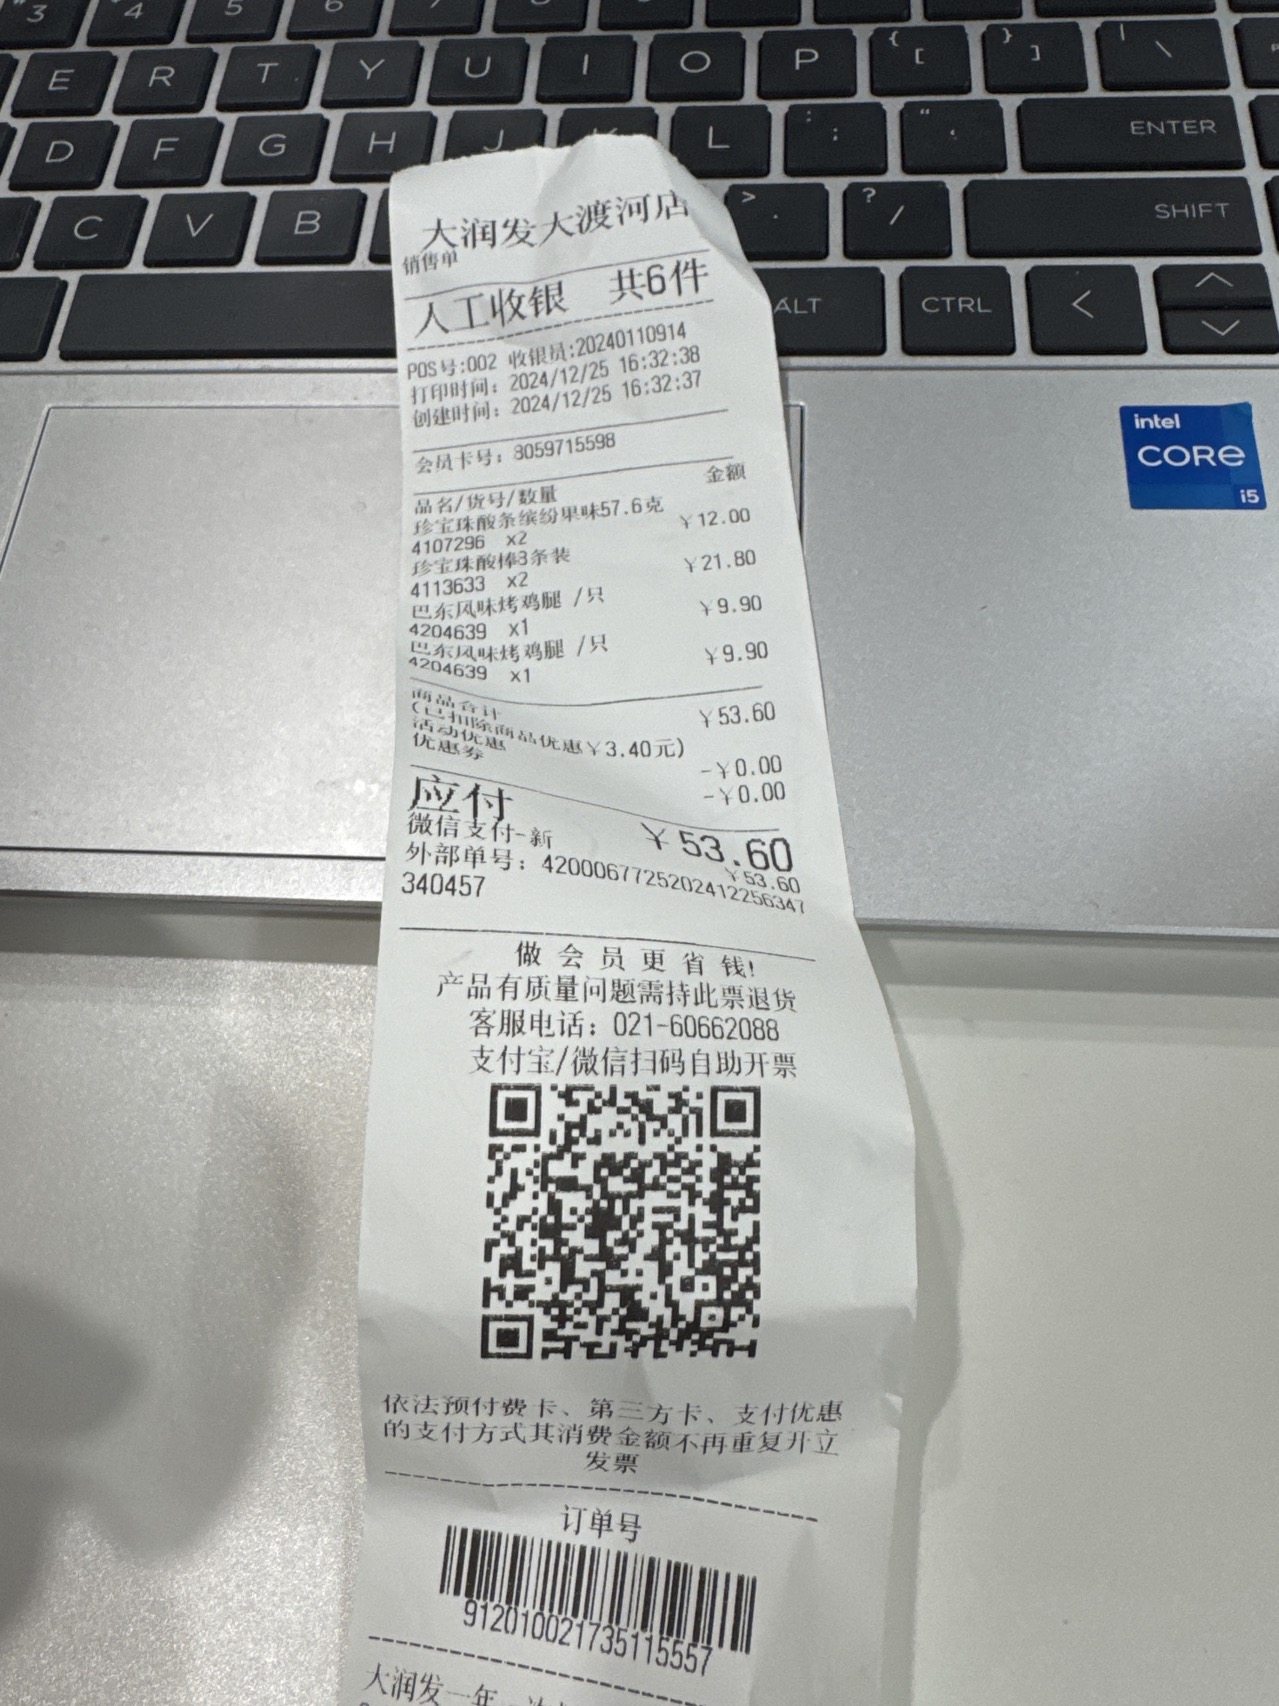 3 4 5 6 7
E R T Y U I O P { [ } ] | \
D F G H J K L : ; " ' ENTER
C V B > . ? / SHIFT
ALT CTRL <
intel
CORE
i5
大润发大渡河店
销售单
人工收银 共6件
POS号:002 收银员:20240110914
打印时间: 2024/12/25 16:32:38
创建时间: 2024/12/25 16:32:37
会员卡号: 8059715598
品名/货号/数量 金额
珍宝珠酸条缤纷果味57.6克 ¥12.00
4107296 x2
珍宝珠酸棒3条装 ¥21.80
4113633 x2
巴东风味烤鸡腿 /只 ¥9.90
4204639 x1
巴东风味烤鸡腿 /只 ¥9.90
4204639 x1
商品合计 ¥53.60
(已扣除商品优惠¥3.40元)
活动优惠 -¥0.00
优惠券 -¥0.00
应付 ¥53.60
微信支付-新 ¥53.60
外部单号: 4200067725202412256347
340457
做会员更省钱!
产品有质量问题需持此票退货
客服电话: 021-60662088
支付宝/微信扫码自助开票
依法预付费卡、第三方卡、支付优惠
的支付方式其消费金额不再重复开立
发票
订单号
912010021735115557
大润发一年